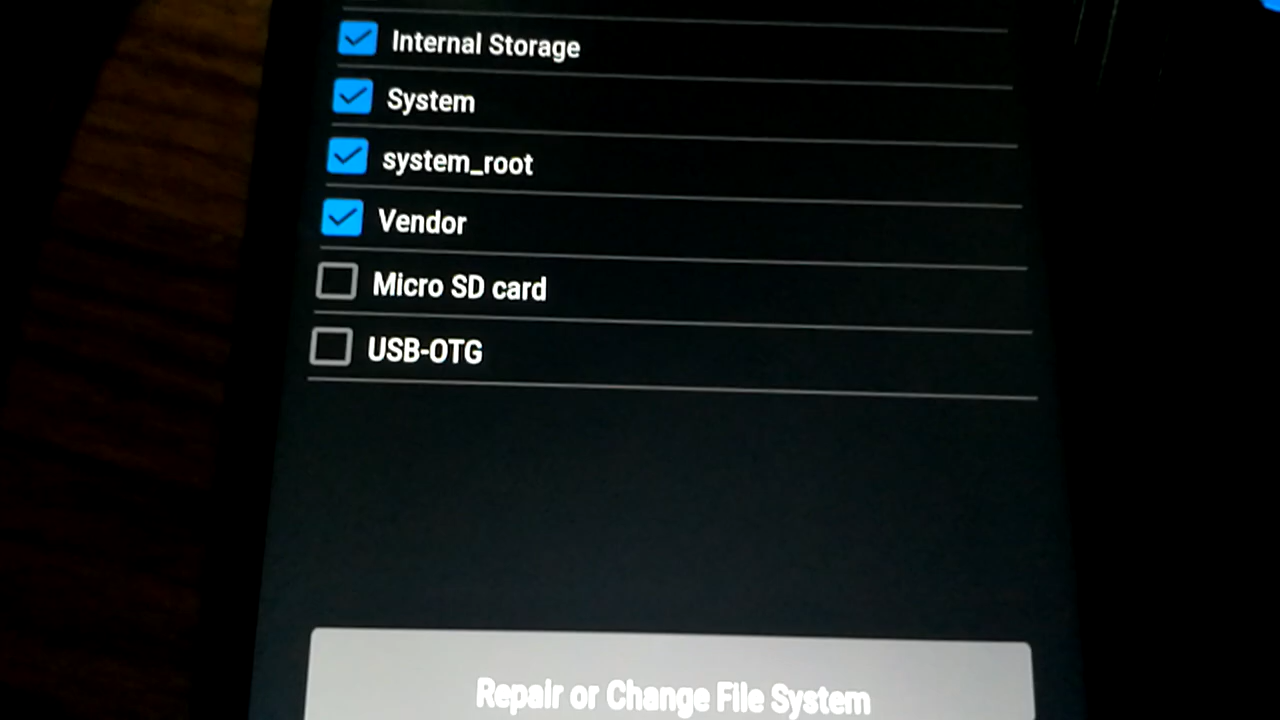 Internal Storage
System
system_root
Vendor
Micro SD card
USB-OTG
Repair or Change File System